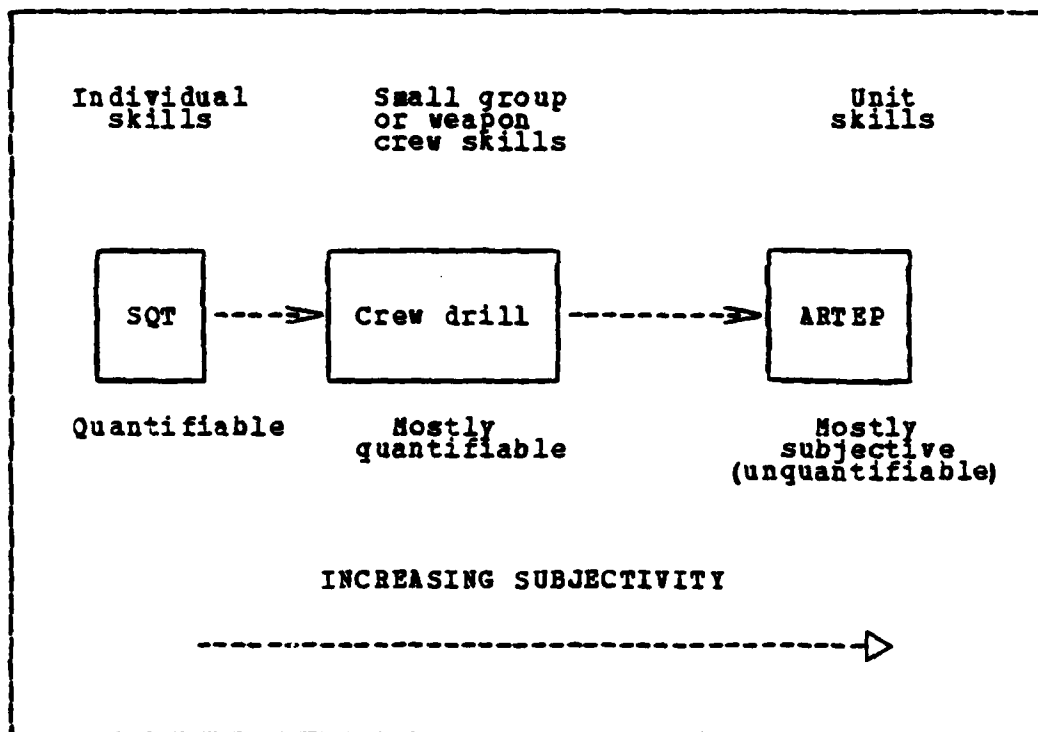 Individual
skills
Small group
or weapon
crew skills
Unit
skills
SQT
Crew drill
ARTEP
Quantifiable
Mostly
quantifiable
Mostly
subjective
(unquantifiable)
INCREASING SUBJECTIVITY